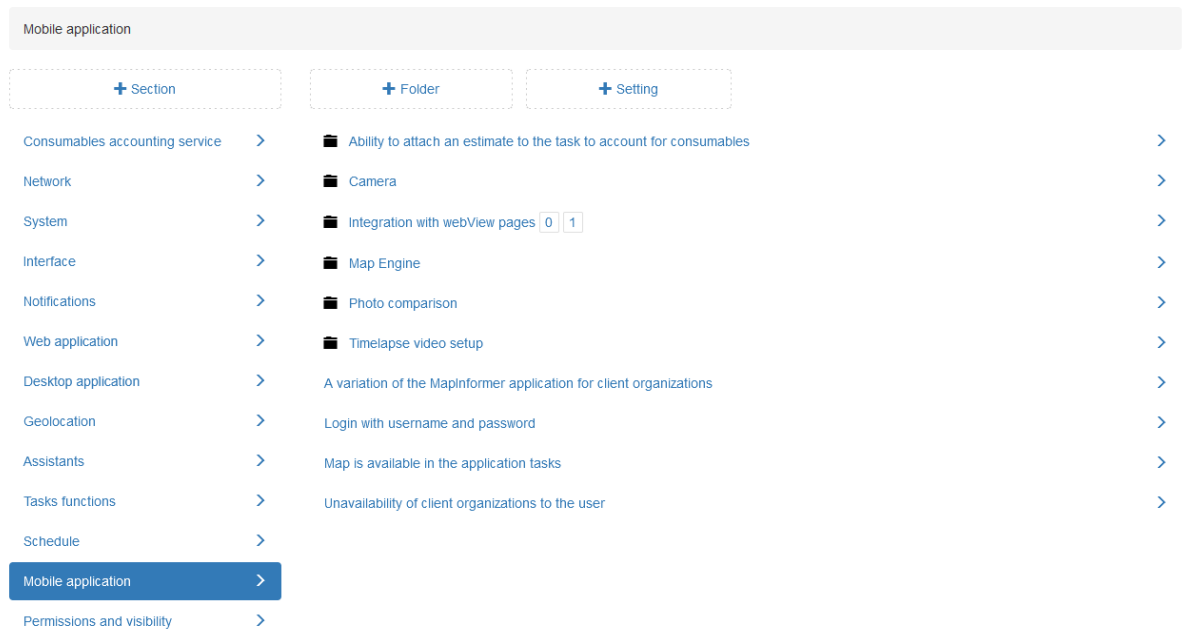 Mobile application
Section
Folder
Setting
Consumables accounting service
Network
System
Interface
Notifications
Web application
Desktop application
Geolocation
Assistants
Tasks functions
Schedule
Mobile application
Permissions and visibility
Ability to attach an estimate to the task to account for consumables
Camera
Integration with webView pages 0 1
Map Engine
Photo comparison
Timelapse video setup
A variation of the MapInformer application for client organizations
Login with username and password
Map is available in the application tasks
Unavailability of client organizations to the user